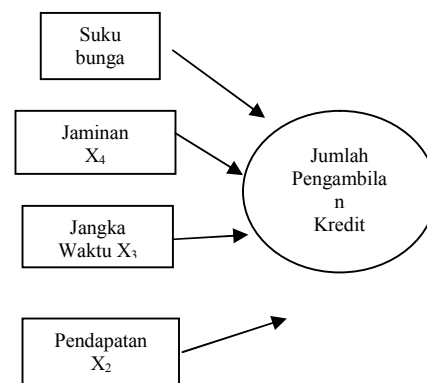 Suku
bunga
Jaminan
X₄
Jangka
Waktu X₃
Pendapatan
X₂
Jumlah
Pengambila
n
Kredit